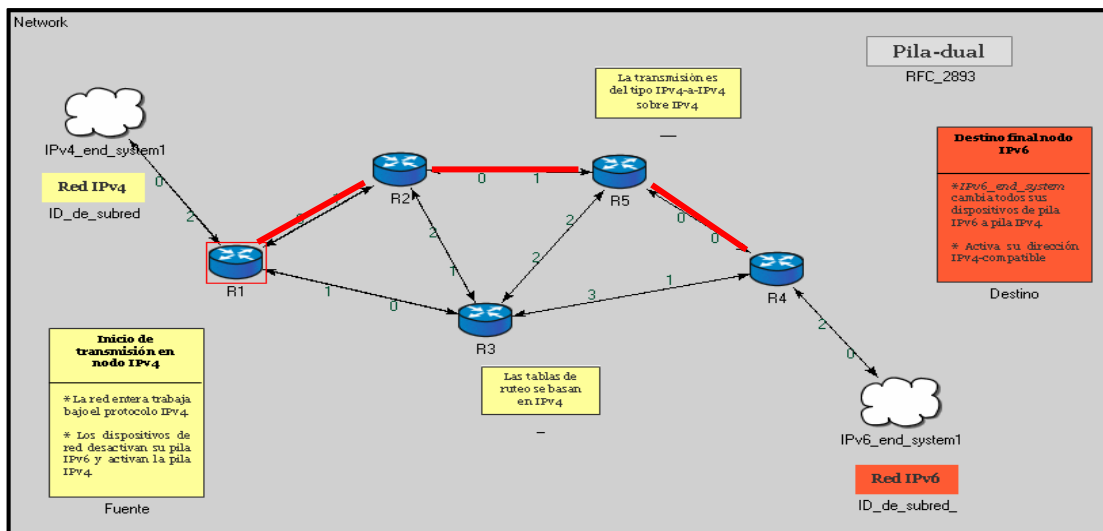 Network
Pila-dual
RFC_2893
La transmisión es
del tipo IPv4-a-IPv4
sobre IPv4
IPv4_end_system1
Red IPv4
ID_de_subred
Destino final nodo
IPv6
*IPv6_end_system
cambia todos sus
dispositivos de pila
IPv6 a pila IPv4
* Activa su dirección
IPv4-compatible
Destino
0
2
R1
R2
0
1
R5
2
1
2
2
0
0
1
0
R3
3
1
R4
2
0
Inicio de
transmisión en
nodo IPv4
* La red entera trabaja
bajo el protocolo IPv4
* Los dispositivos de
red desactivan su pila
IPv6 y activan la pila
IPv4
Fuente
Las tablas de
ruteo se basan
en IPv4
IPv6_end_system1
Red IPv6
ID_de_subred_